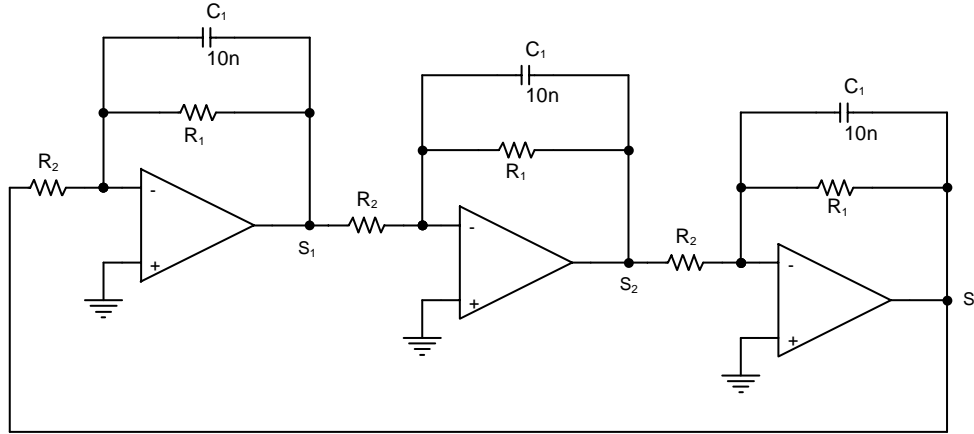 C₁
10n
R₁
R₂
-
+
S₁
C₁
10n
R₁
R₂
-
+
S₂
C₁
10n
R₁
R₂
-
+
S